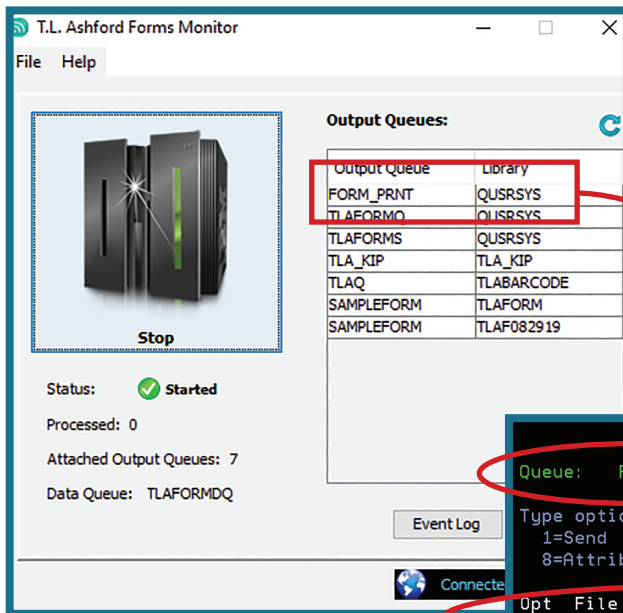 T.L. Ashford Forms Monitor
File Help
Output Queues:
Output Queue Library
FORM_PRNT QUSRSYS
TLAFORMQ QUSRSYS
TLAFORMS QUSRSYS
TLA_KIP TLA_KIP
TLAQ TLABARCODE
SAMPLEFORM TLAFORM
SAMPLEFORM TLAF082919
Stop
Status: Started
Processed: 0
Attached Output Queues: 7
Data Queue: TLAFORMDQ
Event Log
Connecte
Queue: F
Type optio
1=Send
8=Attrib
Opt File